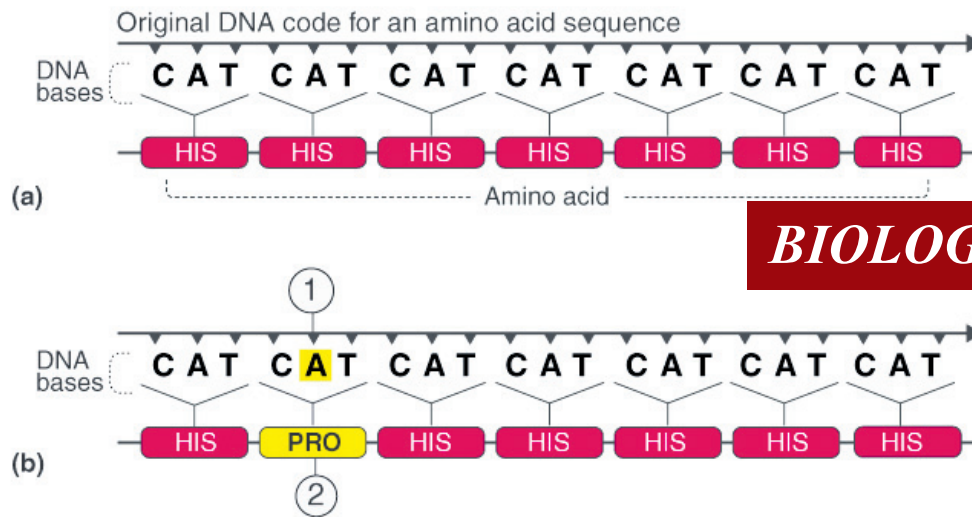 Original DNA code for an amino acid sequence
DNA bases
C A T C A T C A T C A T C A T C A T C A T
HIS HIS HIS HIS HIS HIS HIS
(a)
Amino acid
BIOLOG
1
DNA bases
C A T C A T C A T C A T C A T C A T C A T
HIS PRO HIS HIS HIS HIS HIS
(b)
2